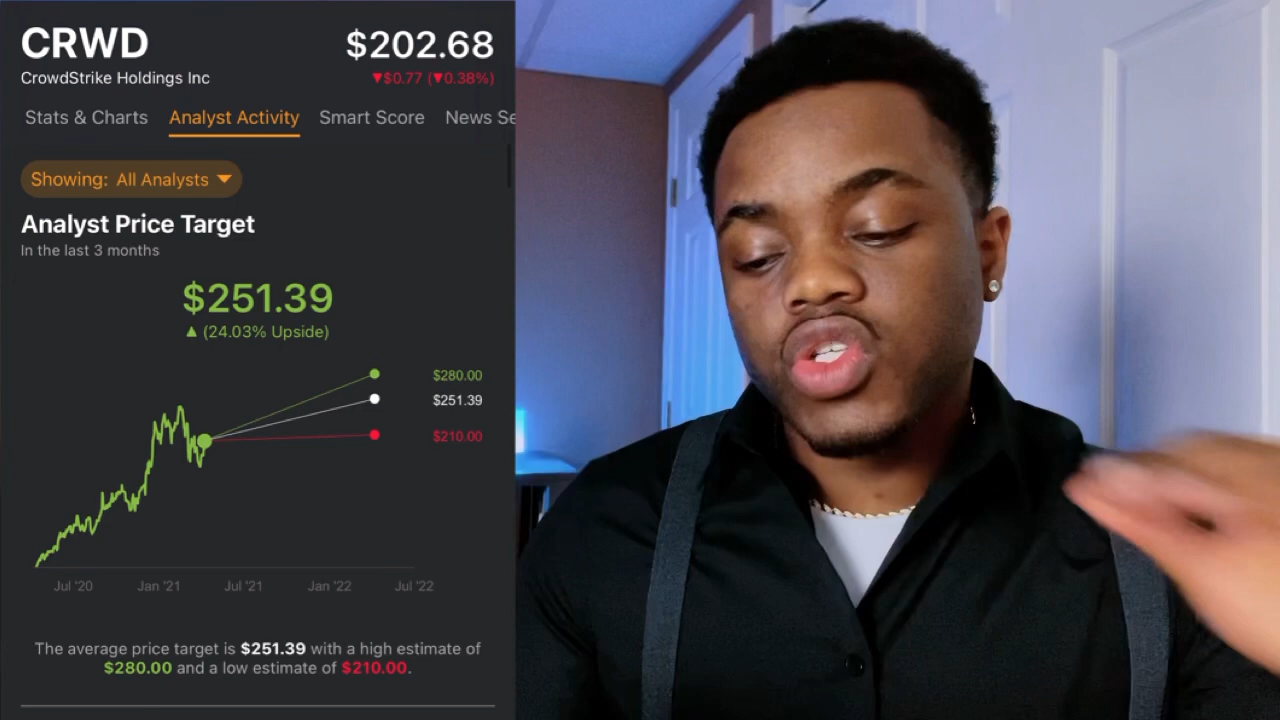 CRWD
$202.68
CrowdStrike Holdings Inc
▼$0.77 (▼0.38%)
Stats & Charts Analyst Activity Smart Score News Se
Showing: All Analysts
Analyst Price Target
In the last 3 months
$251.39
▲ (24.03% Upside)
$280.00
$251.39
$210.00
Jul '20 Jan '21 Jul '21 Jan '22 Jul '22
The average price target is $251.39 with a high estimate of
$280.00 and a low estimate of $210.00.